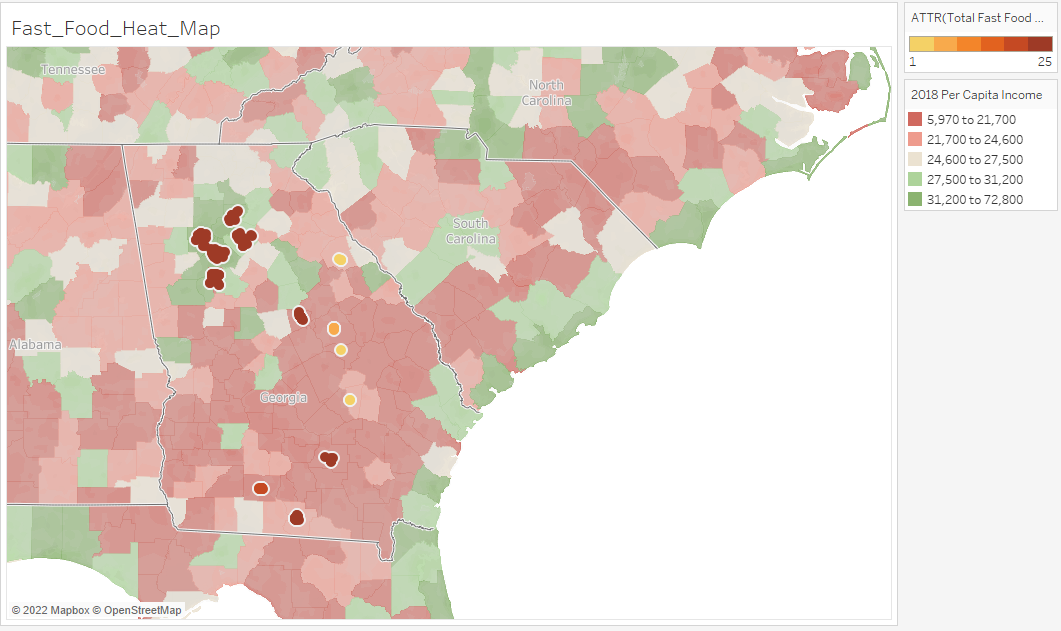 Fast_Food_Heat_Map
Tennessee
North
Carolina
South
Carolina
Alabama
Georgia
© 2022 Mapbox © OpenStreetMap
ATTR(Total Fast Food ...
1 25
2018 Per Capita Income
5,970 to 21,700
21,700 to 24,600
24,600 to 27,500
27,500 to 31,200
31,200 to 72,800